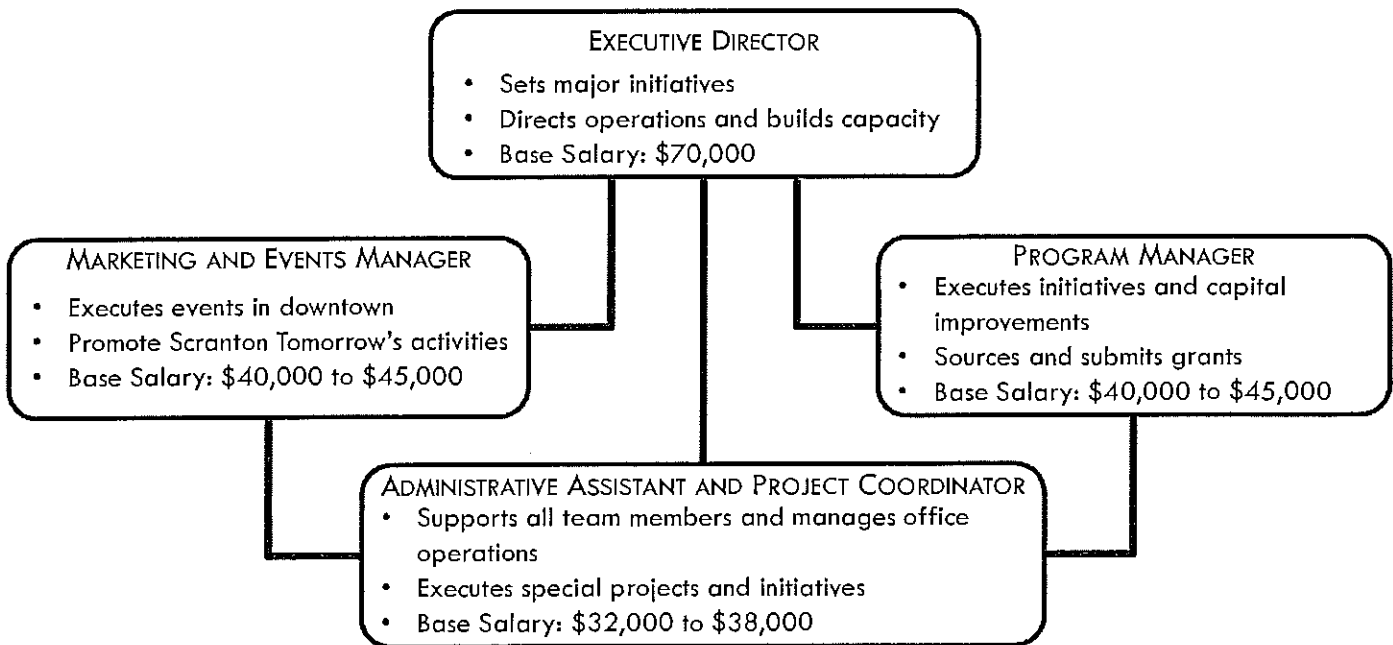 EXECUTIVE DIRECTOR
• Sets major initiatives
• Directs operations and builds capacity
• Base Salary: $70,000
MARKETING AND EVENTS MANAGER
• Executes events in downtown
• Promote Scranton Tomorrow's activities
• Base Salary: $40,000 to $45,000
PROGRAM MANAGER
• Executes initiatives and capital
improvements
• Sources and submits grants
• Base Salary: $40,000 to $45,000
ADMINISTRATIVE ASSISTANT AND PROJECT COORDINATOR
• Supports all team members and manages office
operations
• Executes special projects and initiatives
• Base Salary: $32,000 to $38,000